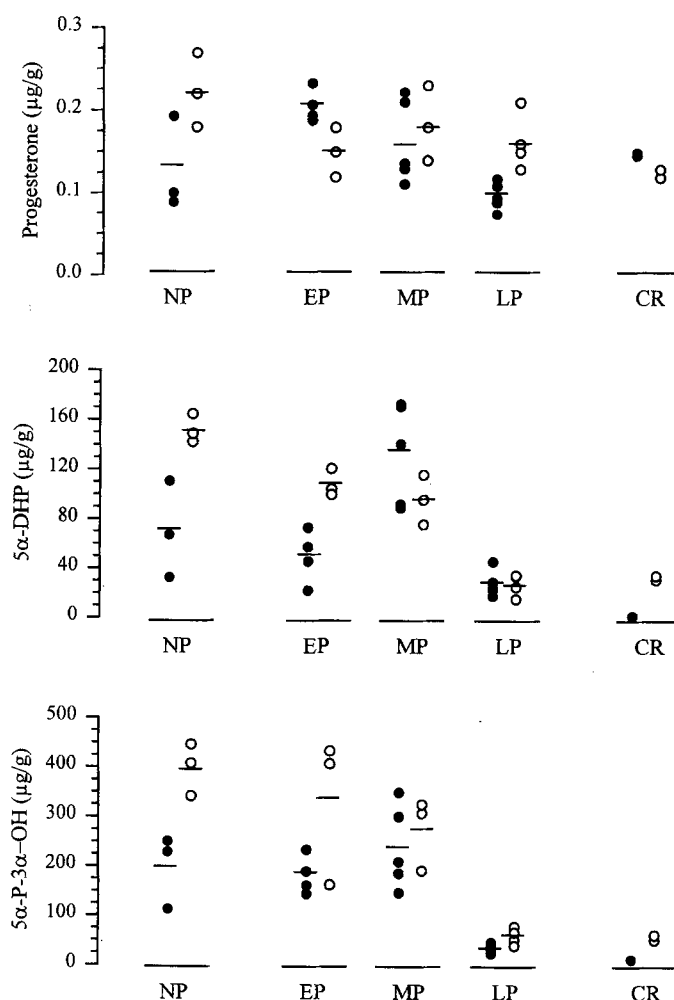 Progesterone (µg/g)
0.3
0.2
0.1
0.0
NP EP MP LP CR
5α-DHP (µg/g)
200
160
120
80
40
0
NP EP MP LP CR
5α-P-3α–OH (µg/g)
500
400
300
200
100
0
NP EP MP LP CR